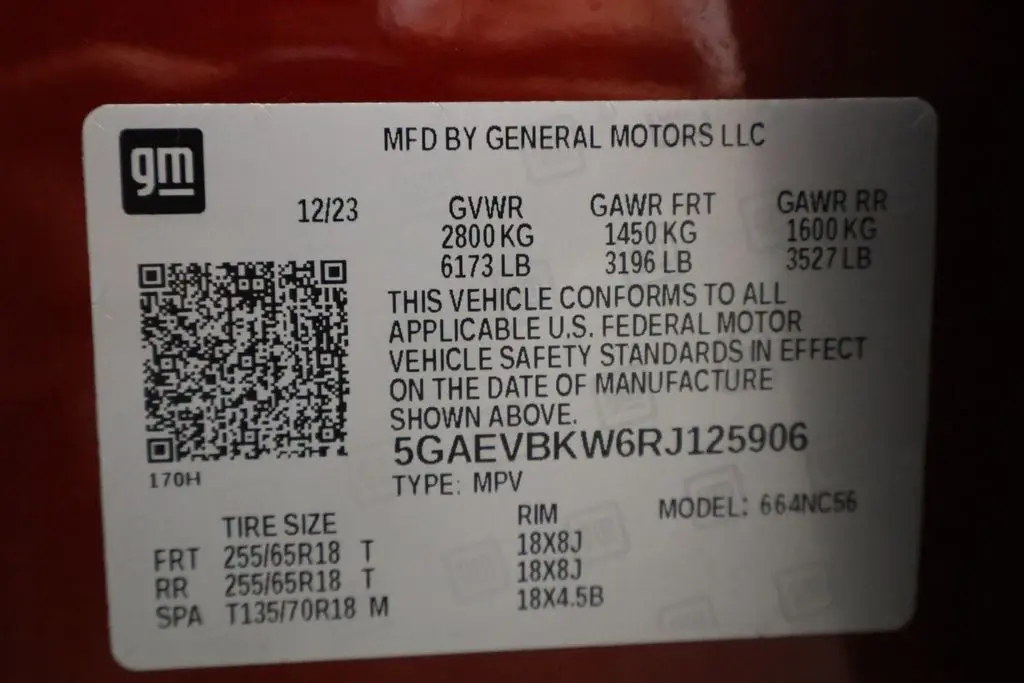 gm
MFD BY GENERAL MOTORS LLC
12/23 GVWR GAWR FRT GAWR RR
2800 KG 1450 KG 1600 KG
6173 LB 3196 LB 3527 LB
THIS VEHICLE CONFORMS TO ALL
APPLICABLE U.S. FEDERAL MOTOR
VEHICLE SAFETY STANDARDS IN EFFECT
ON THE DATE OF MANUFACTURE
SHOWN ABOVE.
5GAEVBKW6RJ125906
170H
TYPE: MPV
MODEL: 664NC56
TIRE SIZE RIM
FRT 255/65R18 T 18X8J
RR 255/65R18 T 18X8J
SPA T135/70R18 M 18X4.5B